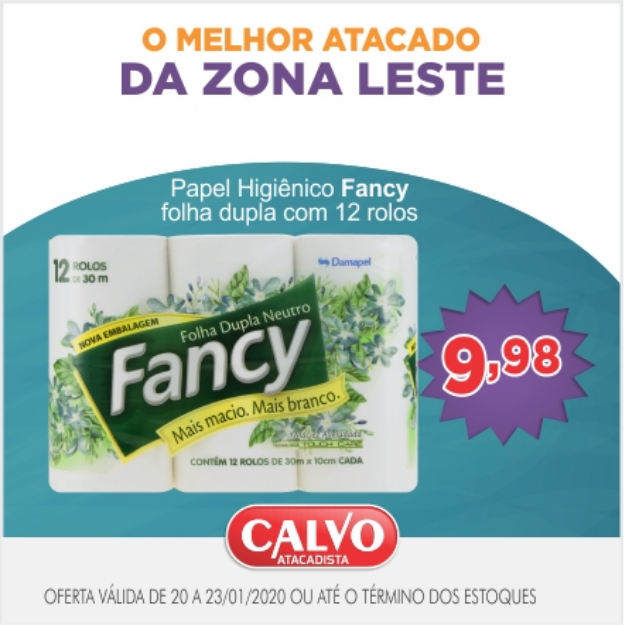 O MELHOR ATACADO
DA ZONA LESTE
Papel Higiênico Fancy
folha dupla com 12 rolos
12 ROLOS
DE 30 m
Damapel
NOVA EMBALAGEM
Folha Dupla Neutro
Fancy
Mais macio. Mais branco.
CONTÉM 12 ROLOS DE 30m x 10cm CADA
9,98
CALVO
ATACADISTA
OFERTA VÁLIDA DE 20 A 23/01/2020 OU ATÉ O TÉRMINO DOS ESTOQUES